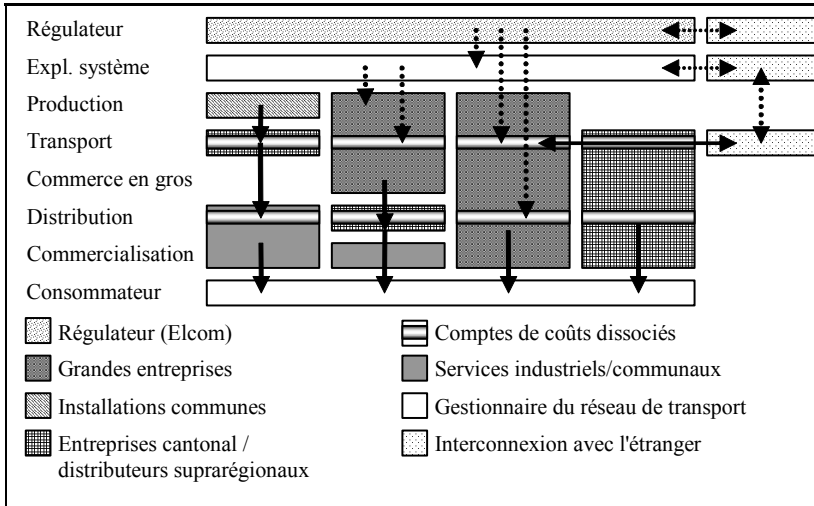 Régulateur
Expl. système
Production
Transport
Commerce en gros
Distribution
Commercialisation
Consommateur
Régulateur (Elcom)
Grandes entreprises
Installations communes
Entreprises cantonal /
distributeurs suprarégionaux
Comptes de coûts dissociés
Services industriels/communaux
Gestionnaire du réseau de transport
Interconnexion avec l'étranger